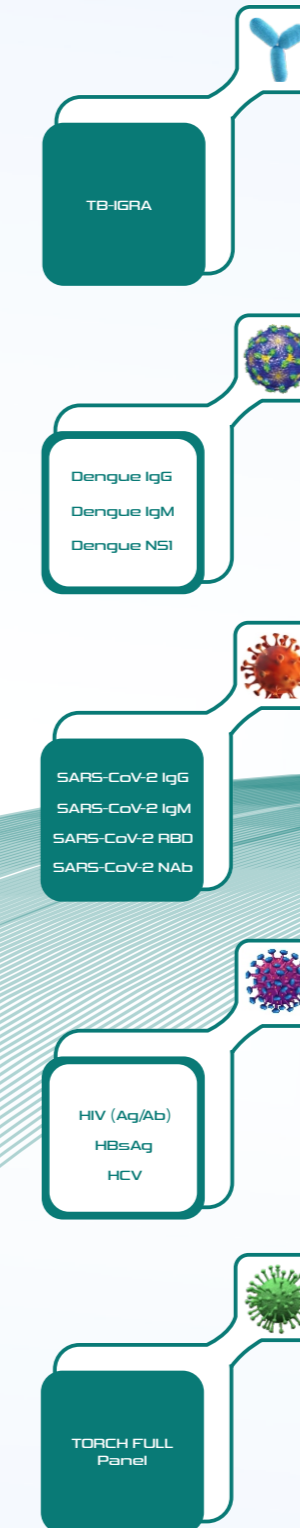 TB-IGRA
Dengue IgG
Dengue IgM
Dengue NS1
SARS-CoV-2 IgG
SARS-CoV-2 IgM
SARS-CoV-2 RBD
SARS-CoV-2 NAb
HIV (Ag/Ab)
HBsAg
HCV
TORCH FULL
Panel